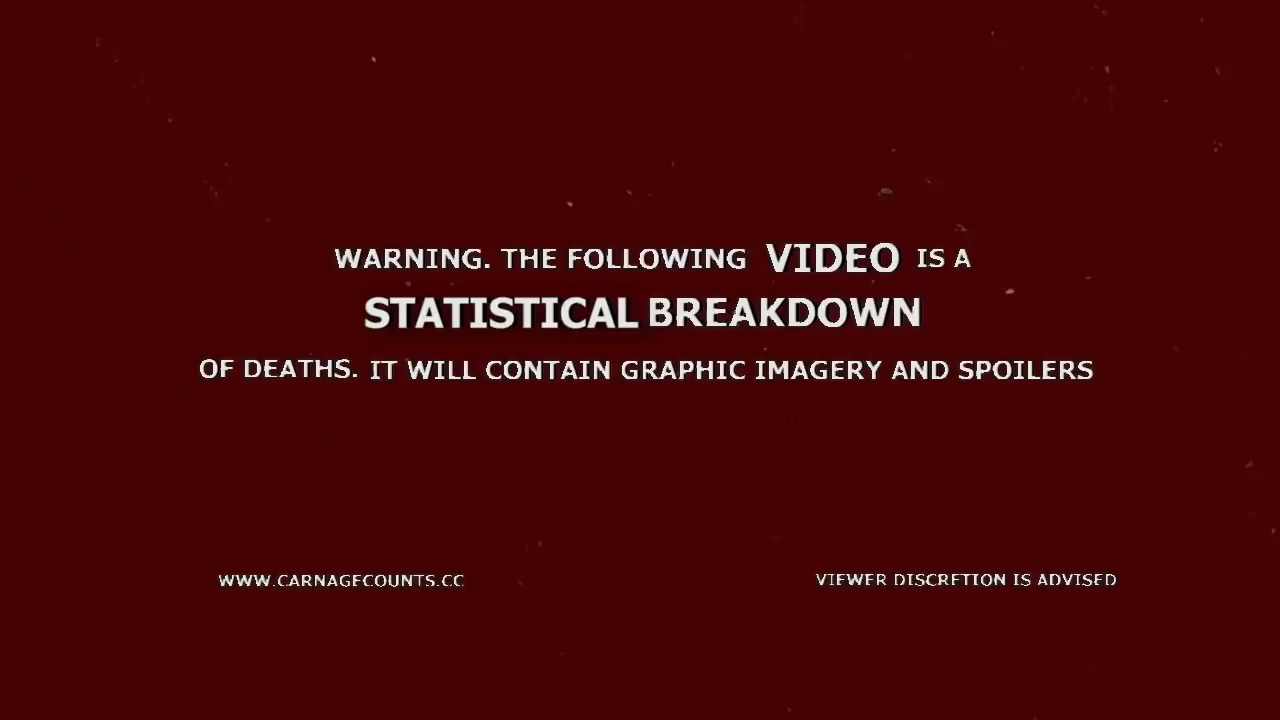 WARNING. THE FOLLOWING VIDEO IS A
STATISTICAL BREAKDOWN
OF DEATHS. IT WILL CONTAIN GRAPHIC IMAGERY AND SPOILERS
WWW.CARNAGECOUNTS.CC
VIEWER DISCRETION IS ADVISED